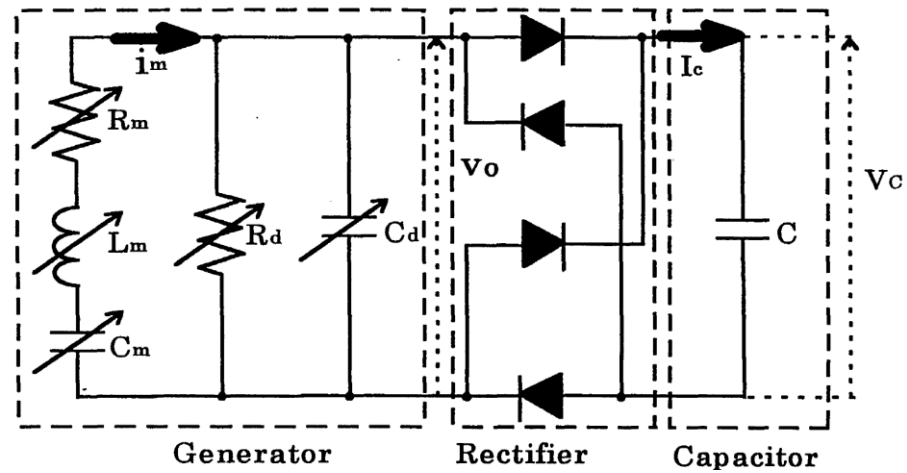 im
Ic
Rm
vo
Vc
Lm
Rd
Cd
C
Cm
Generator
Rectifier
Capacitor